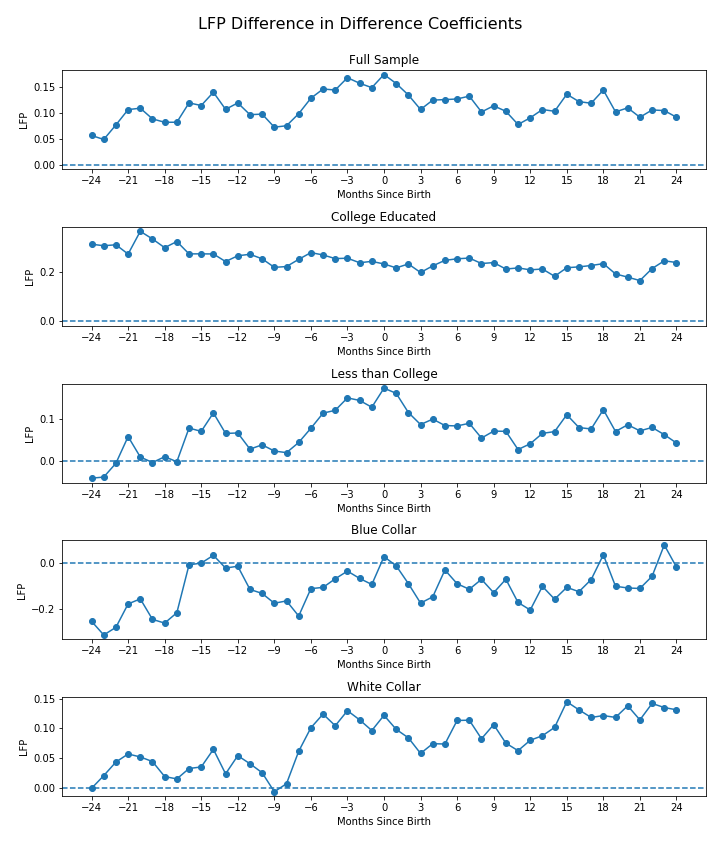 LFP Difference in Difference Coefficients
Full Sample
0.15
0.10
0.05
0.00
LFP
−24 −21 −18 −15 −12 −9 −6 −3 0 3 6 9 12 15 18 21 24
Months Since Birth
College Educated
0.2
0.0
LFP
−24 −21 −18 −15 −12 −9 −6 −3 0 3 6 9 12 15 18 21 24
Months Since Birth
Less than College
0.1
0.0
LFP
−24 −21 −18 −15 −12 −9 −6 −3 0 3 6 9 12 15 18 21 24
Months Since Birth
Blue Collar
0.0
−0.2
LFP
−24 −21 −18 −15 −12 −9 −6 −3 0 3 6 9 12 15 18 21 24
Months Since Birth
White Collar
0.15
0.10
0.05
0.00
LFP
−24 −21 −18 −15 −12 −9 −6 −3 0 3 6 9 12 15 18 21 24
Months Since Birth